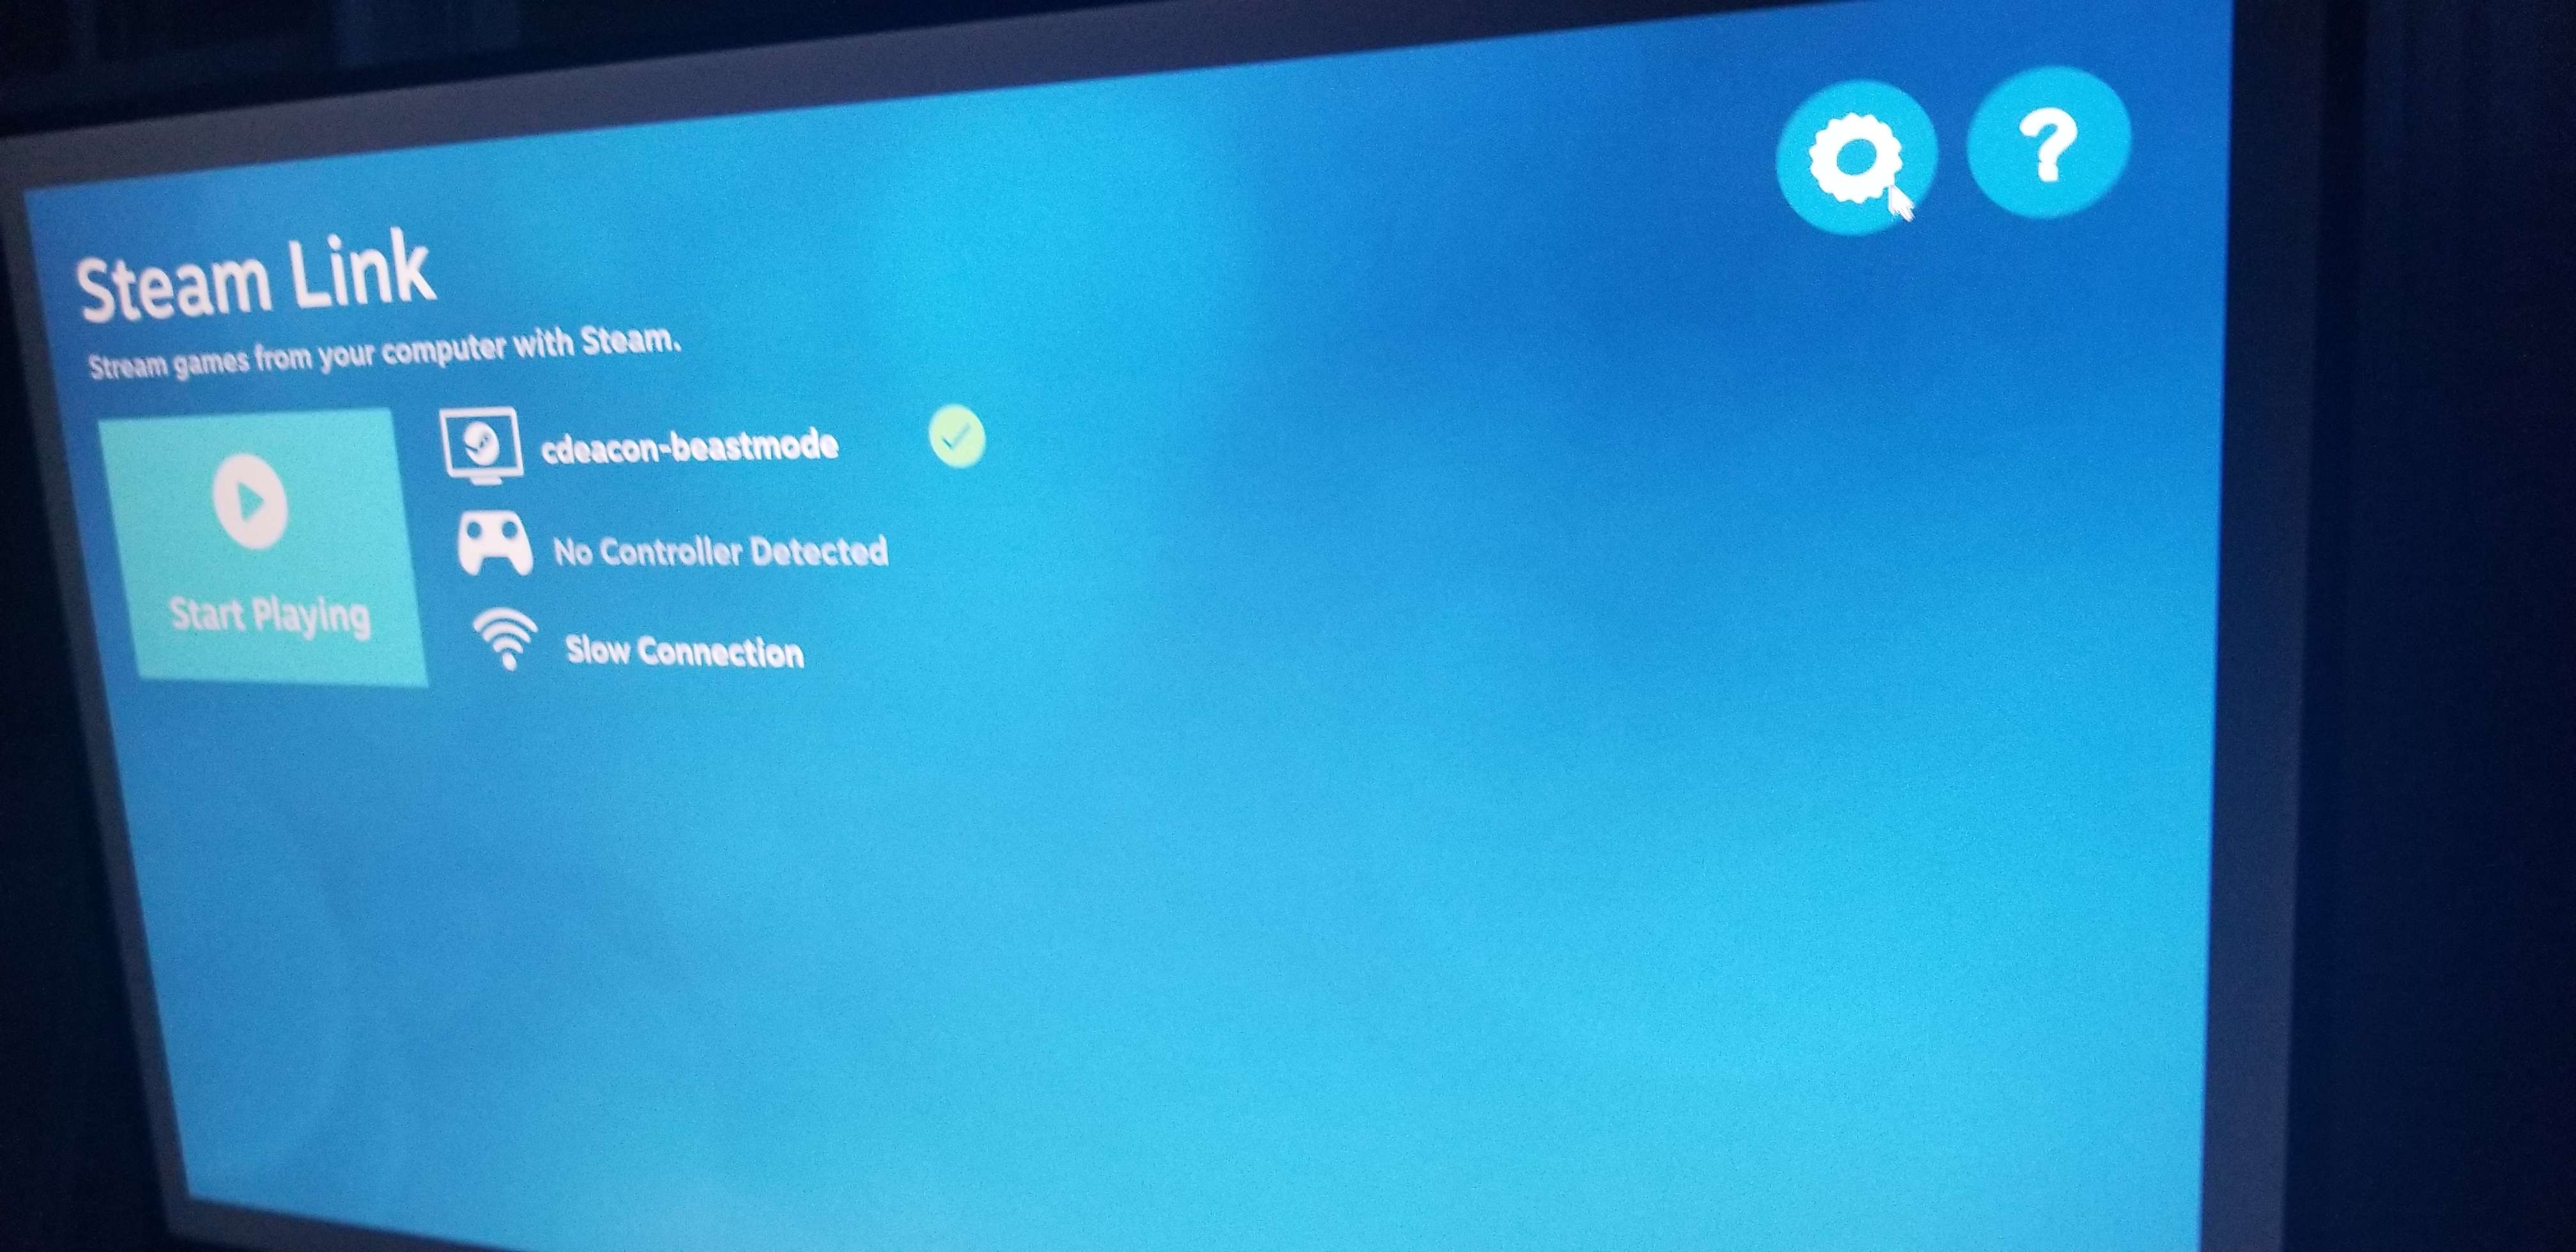 Steam Link
Stream games from your computer with Steam.
cdeacon-beastmode
No Controller Detected
Start Playing
Slow Connection
?